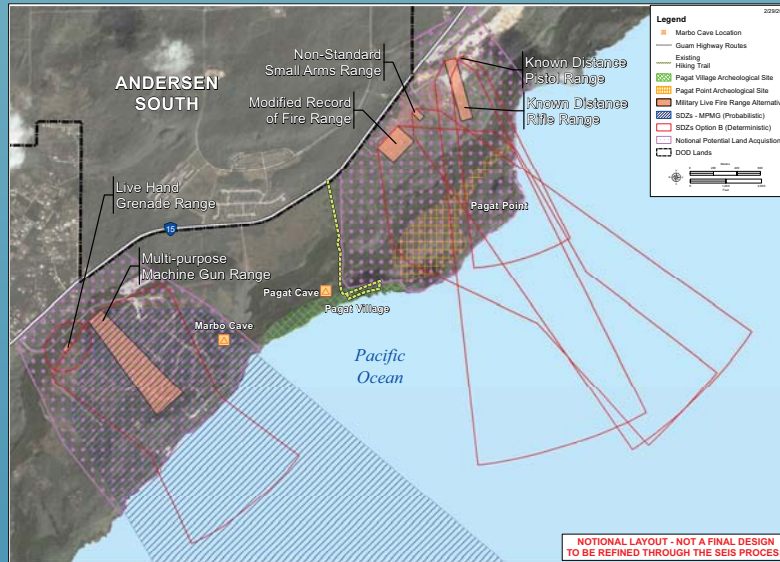 ANDERSEN
SOUTH
Non-Standard
Small Arms Range
Modified Record
of Fire Range
Known Distance
Pistol Range
Known Distance
Rifle Range
Live Hand
Grenade Range
15
Multi-purpose
Machine Gun Range
Pagat Point
Pagat Cave
Pagat Village
Marbo Cave
Pacific
Ocean
Legend
Marbo Cave Location
Guam Highway Routes
Existing
Hiking Trail
Pagat Village Archeological Site
Pagat Point Archeological Site
Military Live Fire Range Alternativ
SDZs - MPMG (Probabilistic)
SDZs Option B (Deterministic)
Notional Potential Land Acquistion
DOD Lands
NOTIONAL LAYOUT - NOT A FINAL DESIGN
TO BE REFINED THROUGH THE SEIS PROCES